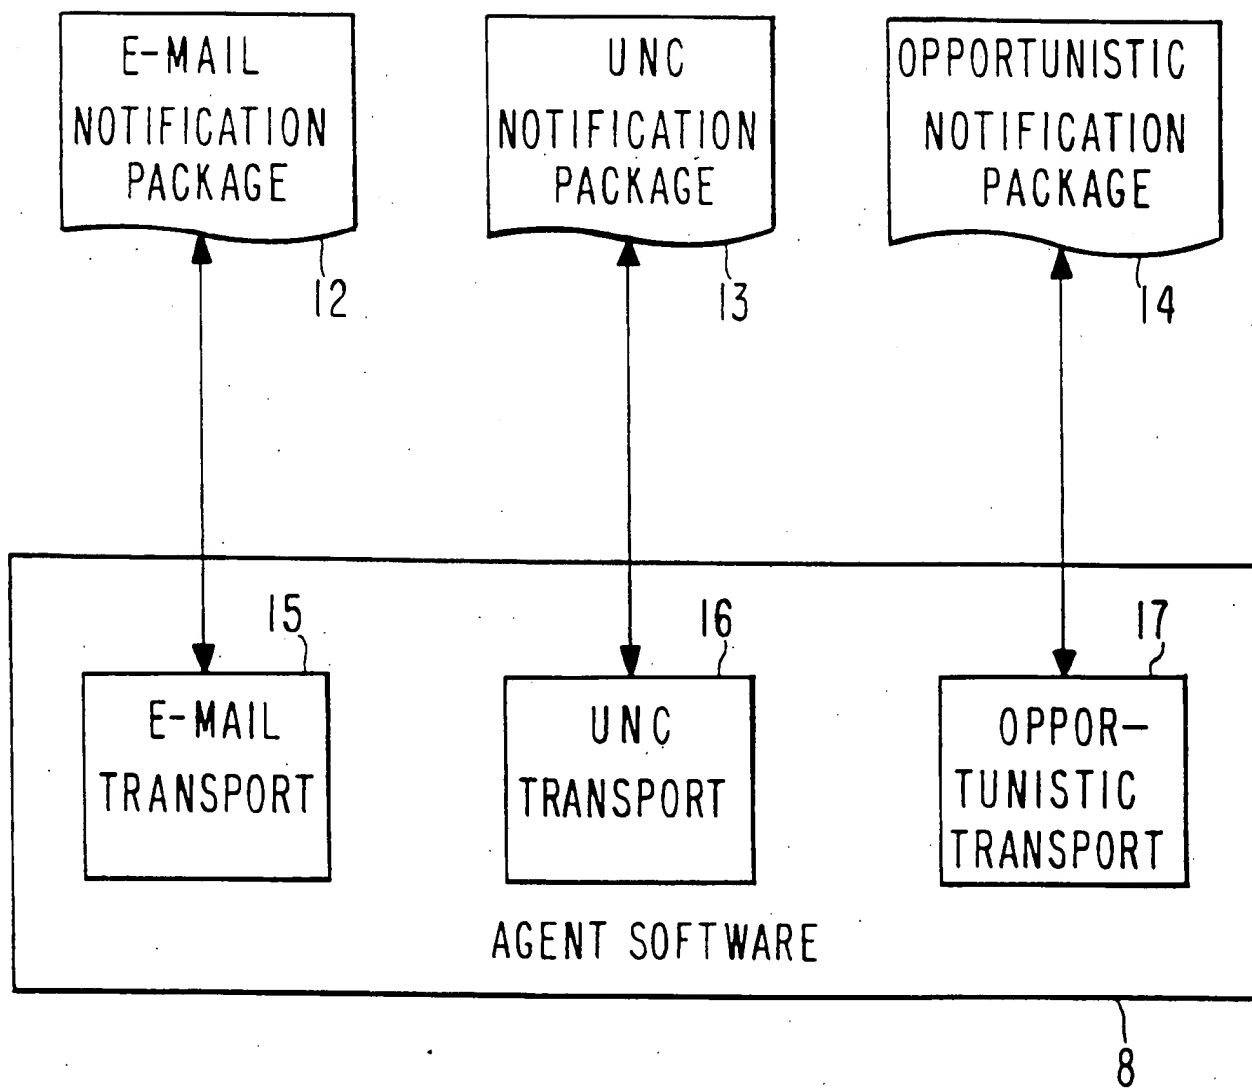 E-MAIL
NOTIFICATION
PACKAGE
12
UNC
NOTIFICATION
PACKAGE
13
OPPORTUNISTIC
NOTIFICATION
PACKAGE
14
15
E-MAIL
TRANSPORT
16
UNC
TRANSPORT
17
OPPOR-
TUNISTIC
TRANSPORT
AGENT SOFTWARE
8